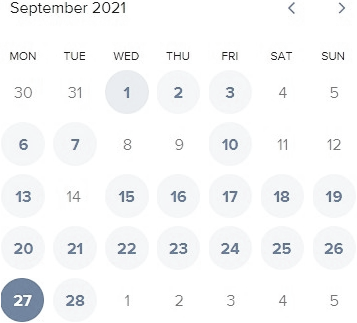 September 2021
MON TUE WED THU FRI SAT SUN
30 31 1 2 3 4 5
6 7 8 9 10 11 12
13 14 15 16 17 18 19
20 21 22 23 24 25 26
27 28 1 2 3 4 5